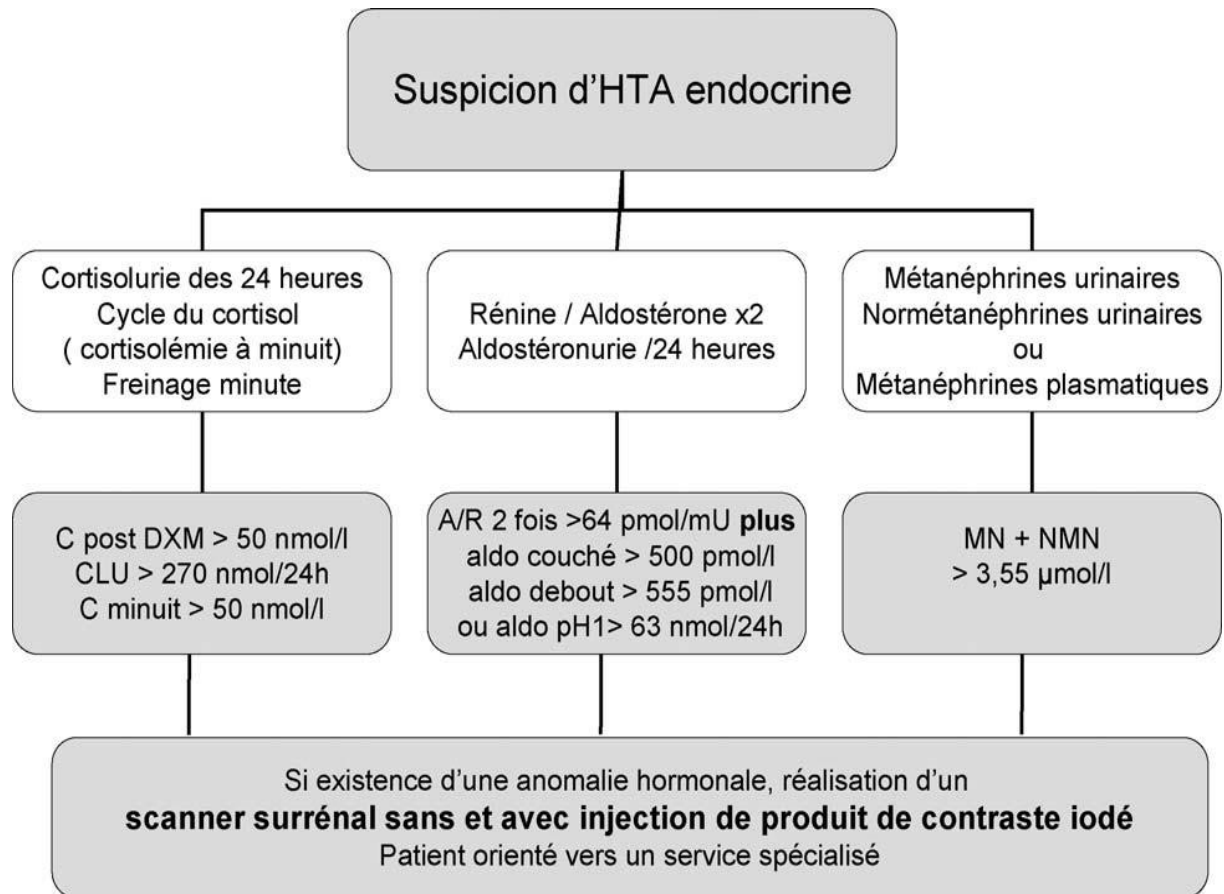 Suspicion d'HTA endocrine
Cortisolurie des 24 heures
Cycle du cortisol
( cortisolémie à minuit)
Freinage minute
Rénine / Aldostérone x2
Aldostéronurie /24 heures
Métanéphrines urinaires
Normétanéphrines urinaires
ou
Métanéphrines plasmatiques
C post DXM > 50 nmol/l
CLU > 270 nmol/24h
C minuit > 50 nmol/l
A/R 2 fois >64 pmol/mU plus
aldo couché > 500 pmol/l
aldo debout > 555 pmol/l
ou aldo pH1> 63 nmol/24h
MN + NMN
> 3,55 µmol/l
Si existence d'une anomalie hormonale, réalisation d'un
scanner surrénal sans et avec injection de produit de contraste iodé
Patient orienté vers un service spécialisé